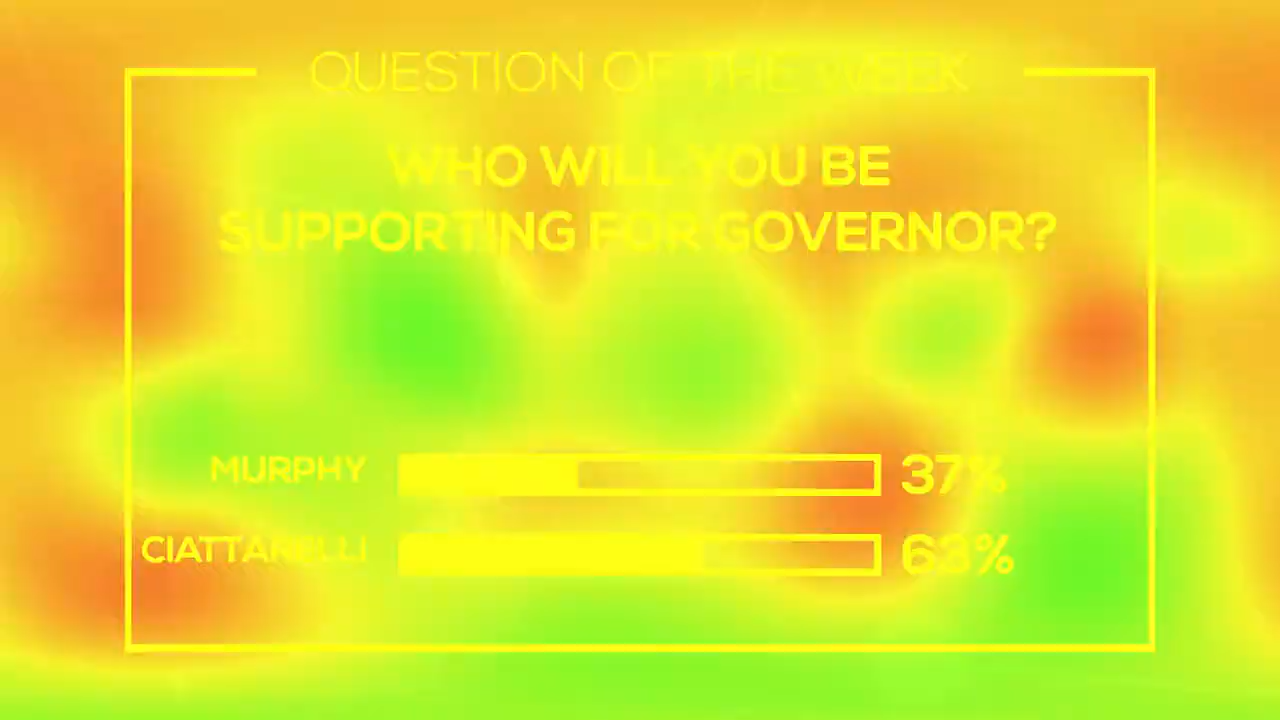 QUESTION OF THE WEEK
WHO WILL YOU BE
SUPPORTING FOR GOVERNOR?
MURPHY 37%
CIATTARELLI 63%